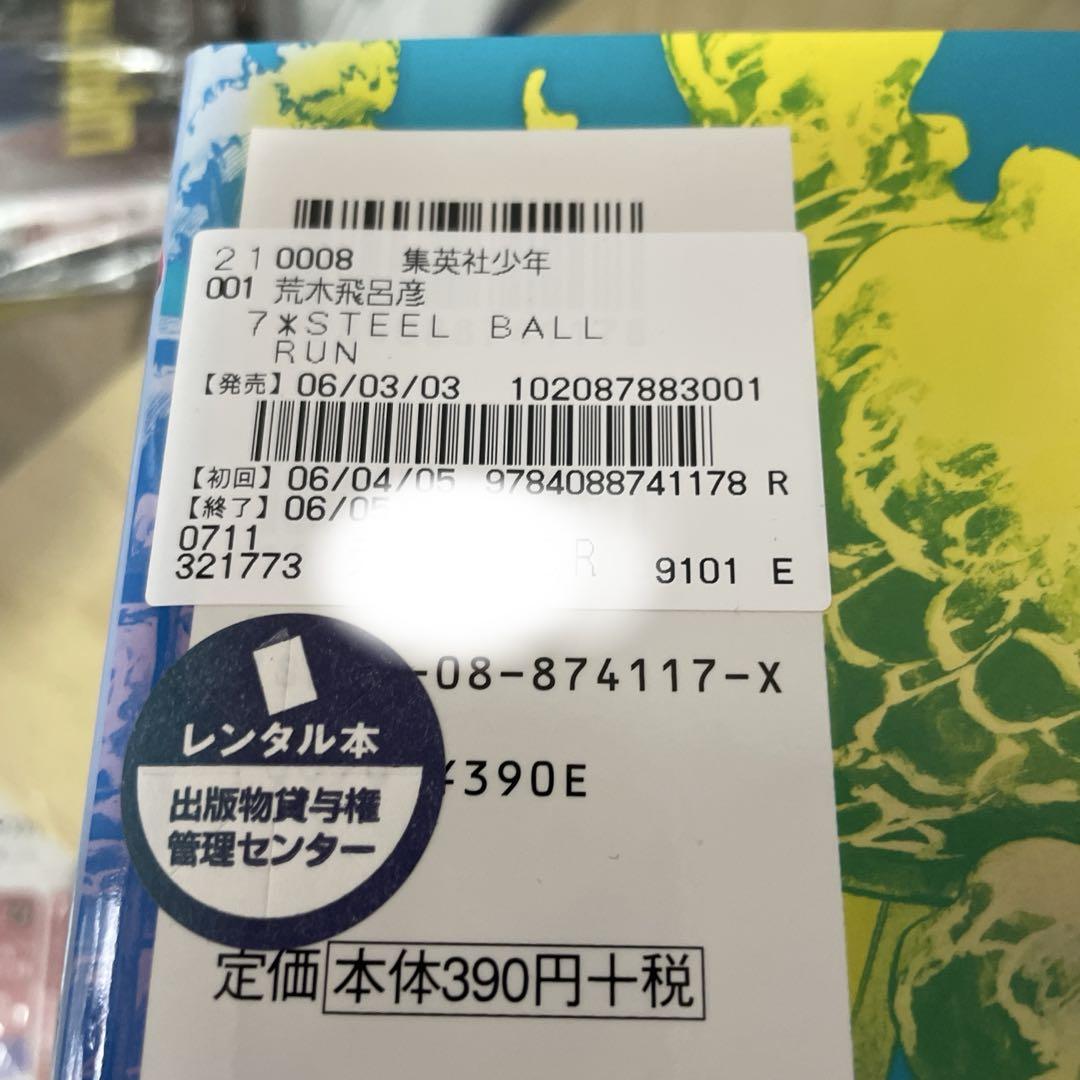 210008 集英社少年
001 荒木飛呂彦
7*STEEL BALL
RUN
【発売】06/03/03 102087883001
【初回】06/04/05 9784088741178 R
【終了】06/05
0711
321773 R 9101 E
-08-874117-X
¥390E
レンタル本
出版物貸与権
管理センター
定価 本体390円+税